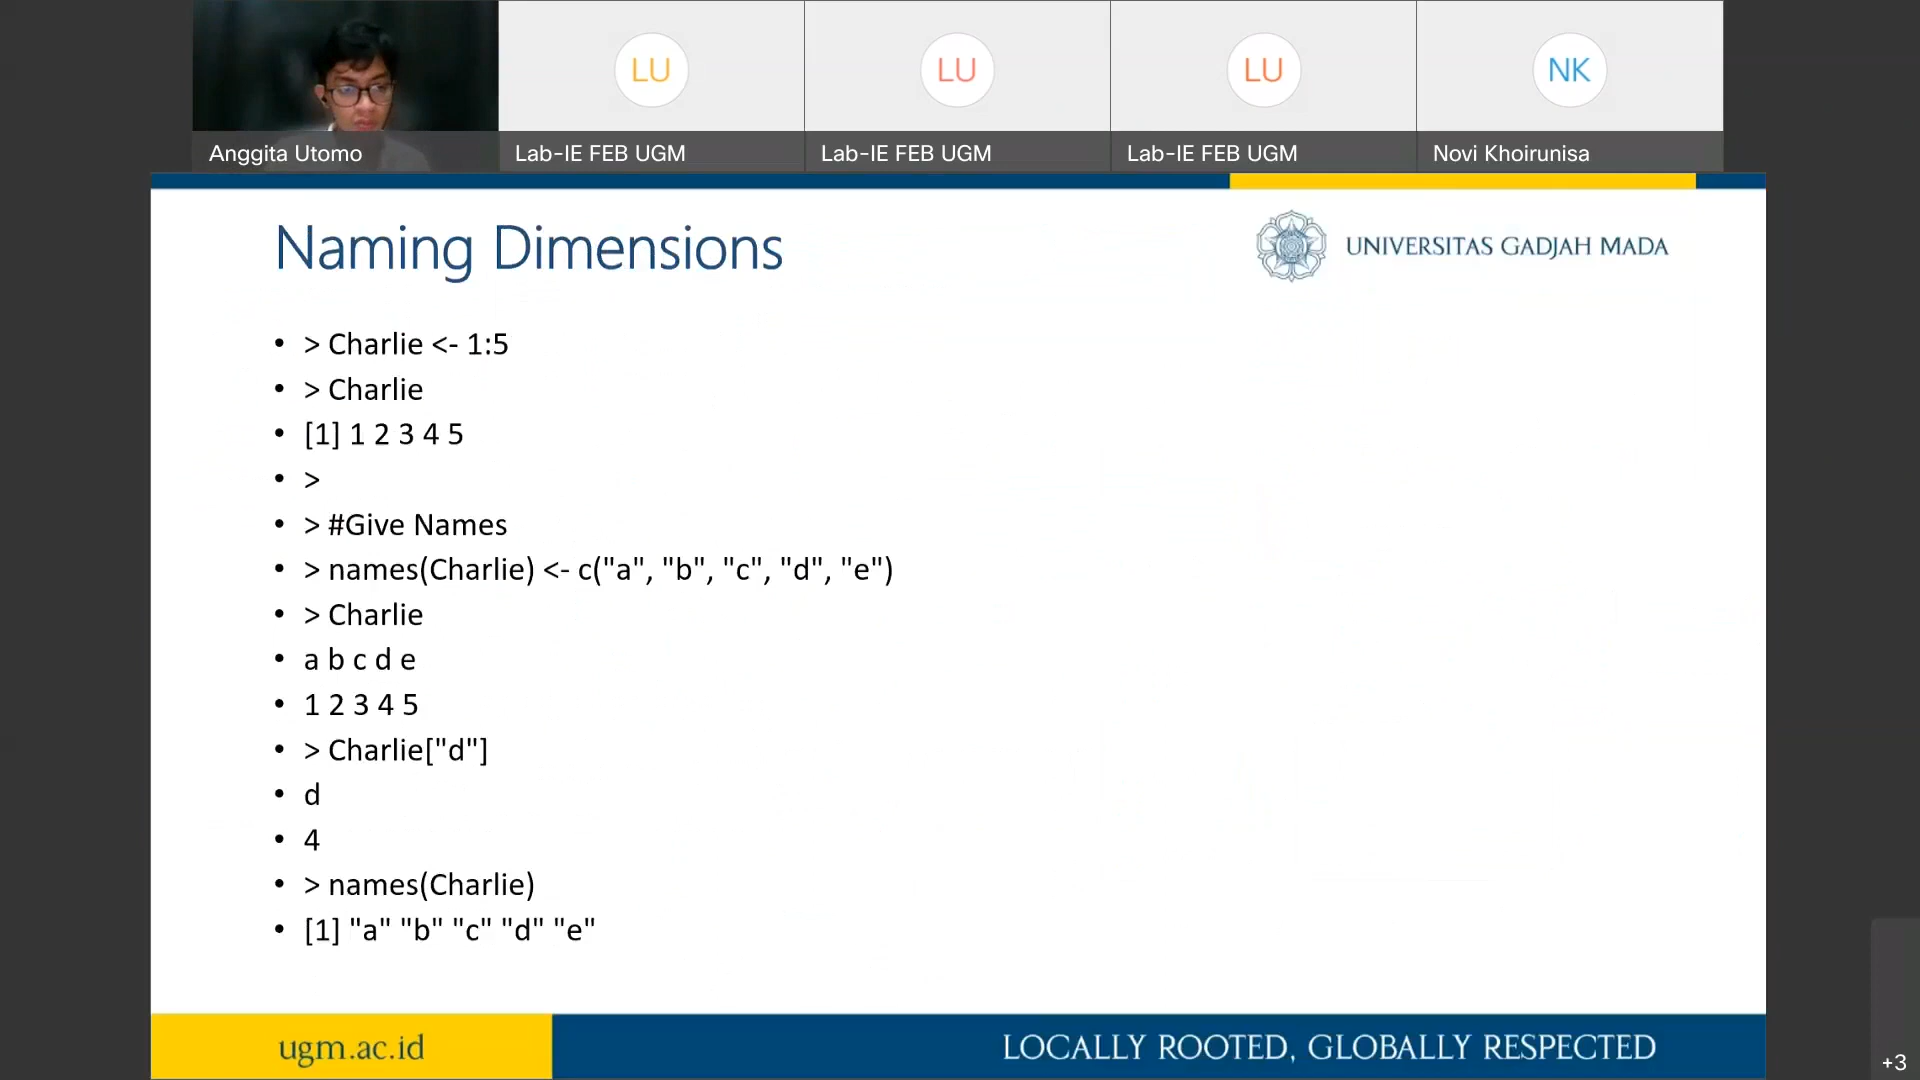 LU
LU
LU
NK
Anggita Utomo
Lab-IE FEB UGM
Lab-IE FEB UGM
Lab-IE FEB UGM
Novi Khoirunisa
Naming Dimensions
UNIVERSITAS GADJAH MADA
• > Charlie <- 1:5
• > Charlie
• [1] 1 2 3 4 5
• >
• > #Give Names
• > names(Charlie) <- c("a", "b", "c", "d", "e")
• > Charlie
• a b c d e
• 1 2 3 4 5
• > Charlie["d"]
• d
• 4
• > names(Charlie)
• [1] "a" "b" "c" "d" "e"
ugm.ac.id
LOCALLY ROOTED, GLOBALLY RESPECTED
+3